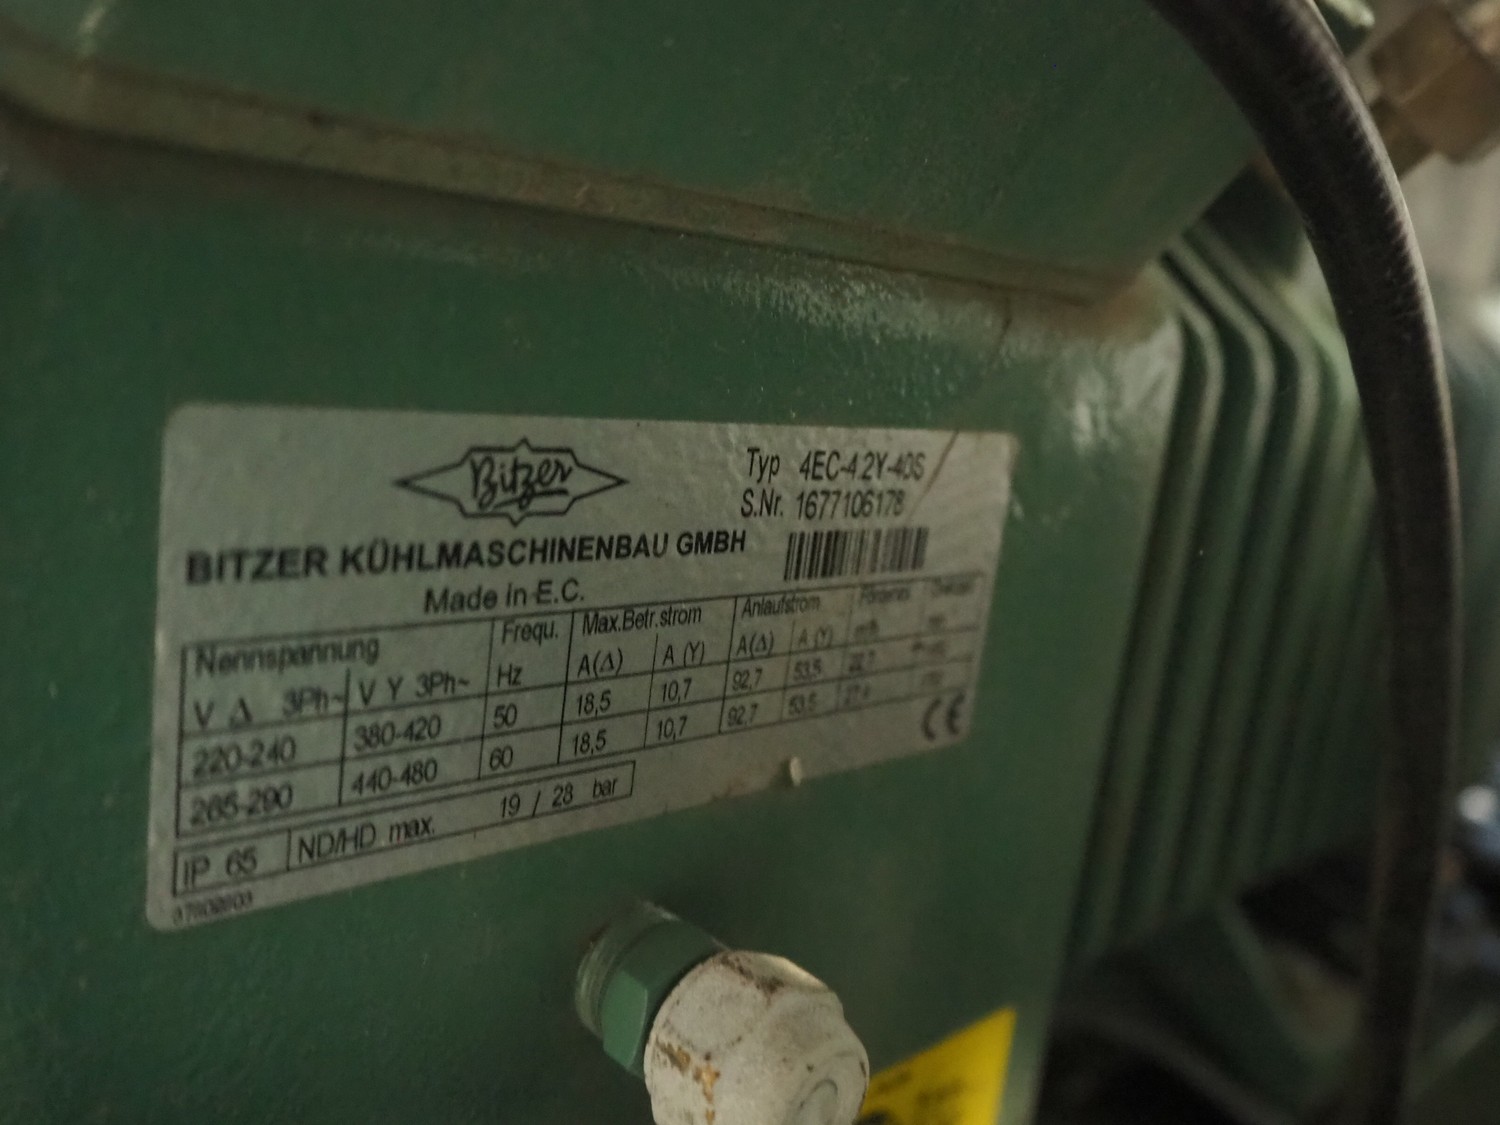 Bitzer
Typ 4EC-4.2Y-40S
S.Nr. 1677106178
BITZER KÜHLMASCHINENBAU GMBH
Made in E.C.
Nennspannung Frequ. Max.Betr.strom Anlaufstrom
V Δ 3Ph~ V Y 3Ph~ Hz A(Δ) A (Y) A(Δ) A (Y)
220-240 380-420 50 18,5 10,7 92,7 53,5
265-290 440-480 60 18,5 10,7 92,7 53,5
CE
IP 65 ND/HD max. 19 / 28 bar